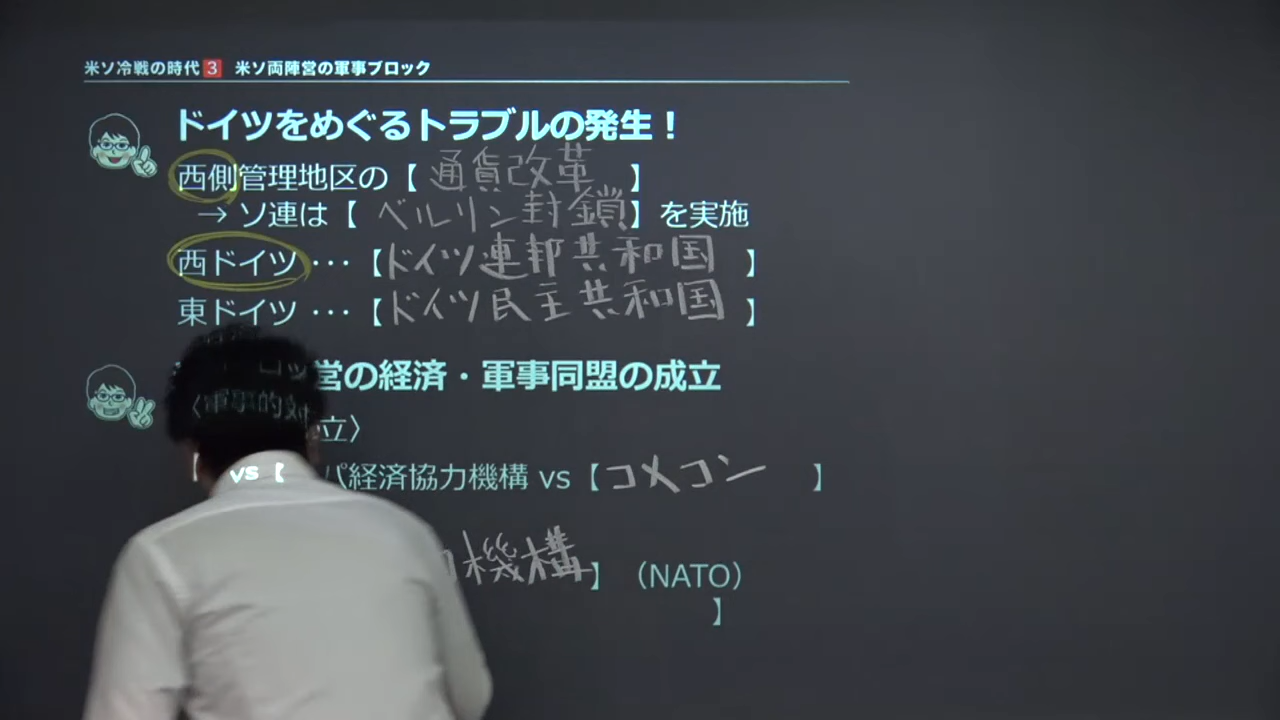 米ソ冷戦の時代 3 米ソ両陣営の軍事ブロック
ドイツをめぐるトラブルの発生！
西側管理地区の【 通貨改革 】
→ ソ連は【 ベルリン封鎖】を実施
西ドイツ ･･･【ドイツ連邦共和国 】
東ドイツ ･･･【ドイツ民主共和国 】
営の経済・軍事同盟の成立
〈軍事的対
立〉
vs【 パ経済協力機構 vs【コメコン 】
機構】（NATO）
】